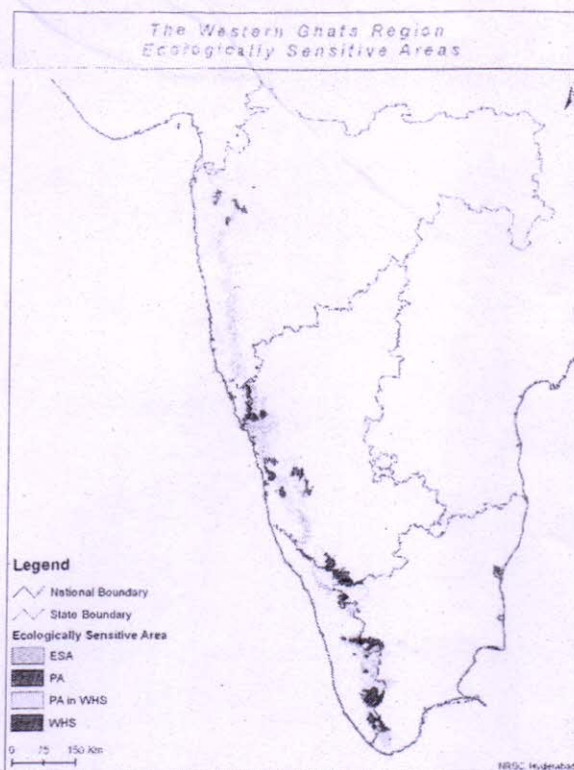 The Western Ghats Region
Ecologically Sensitive Areas
Legend
National Boundary
State Boundary
Ecologically Sensitive Area
ESA
PA
PA in WHS
WHS
0 75 150 Km
NRSC, Hyderabad